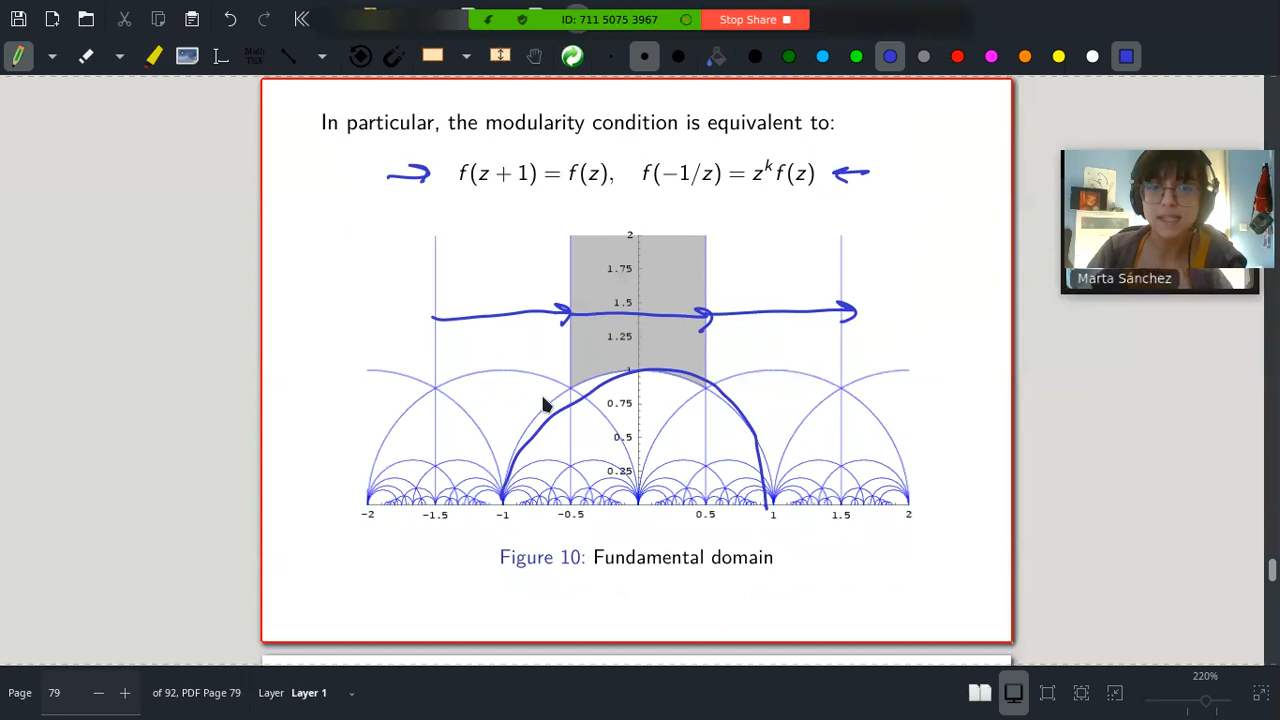 ID: 711 5075 3967
Stop Share
Math
TEX
In particular, the modularity condition is equivalent to:
f(z + 1) = f(z), f(−1/z) = z^k f(z)
Marta Sánchez
2
1.75
1.5
1.25
1
0.75
0.5
0.25
-2 -1.5 -1 -0.5 0.5 1 1.5 2
Figure 10: Fundamental domain
Page 79 of 92, PDF Page 79 Layer Layer 1
220%